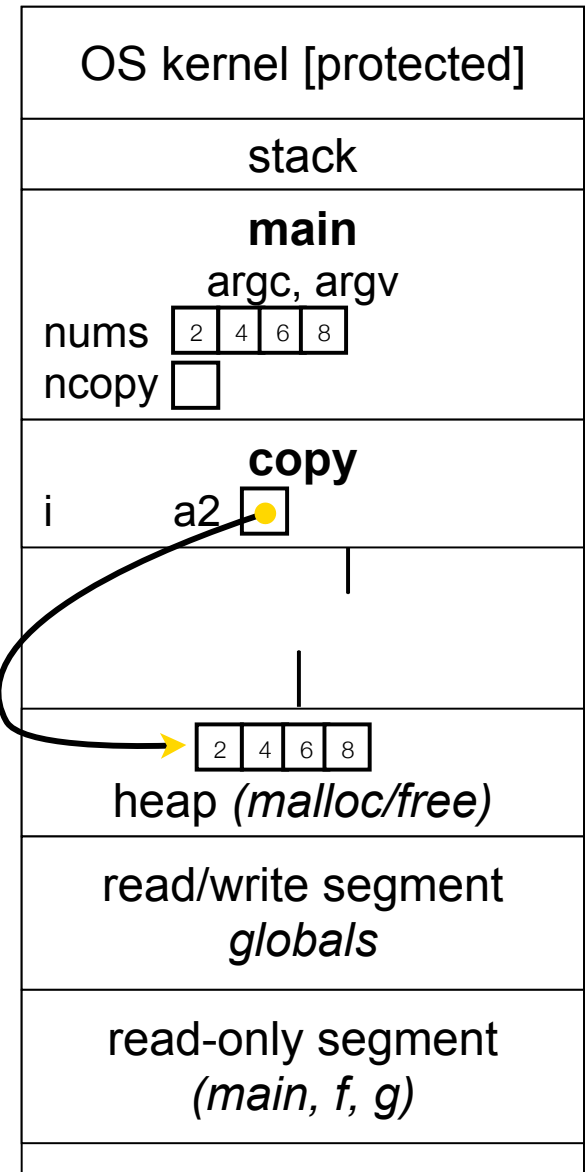 OS kernel [protected]
stack
main
argc, argv
nums 2 4 6 8
ncopy
copy
i a2
2 4 6 8
heap (malloc/free)
read/write segment
globals
read-only segment
(main, f, g)